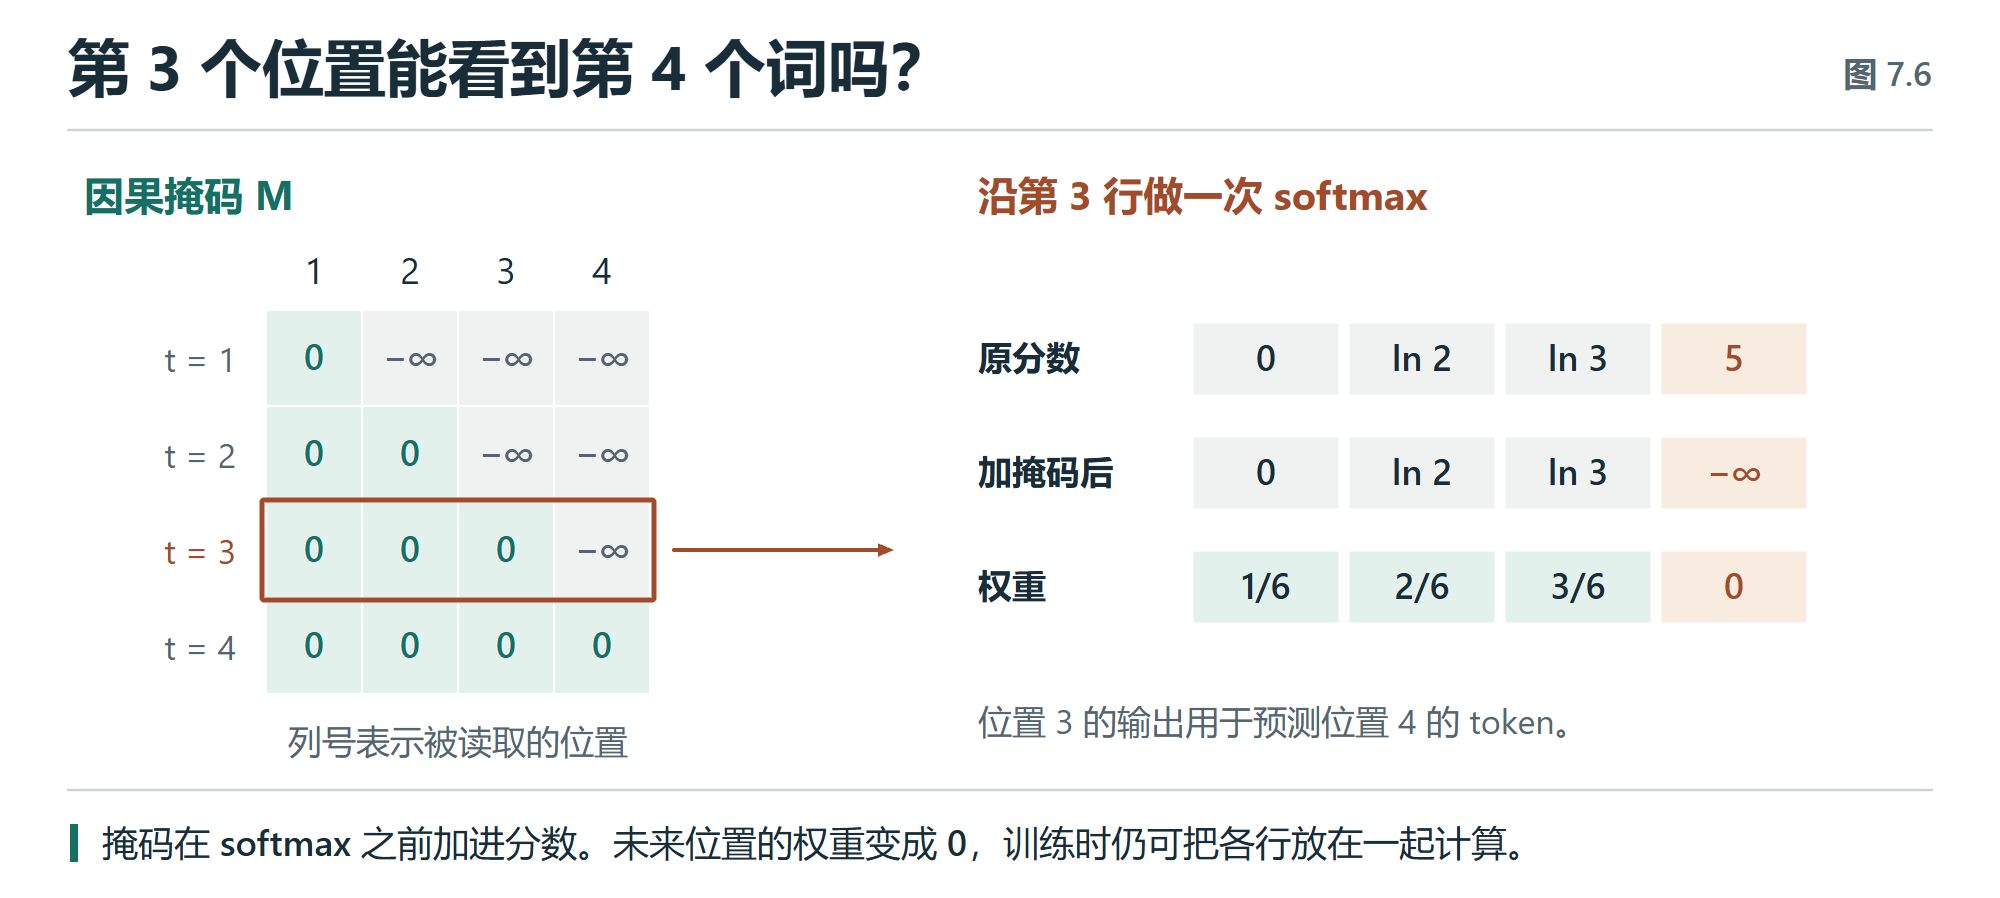 第 3 个位置能看到第 4 个词吗？
图 7.6
因果掩码 M
1 2 3 4
t = 1 0 −∞ −∞ −∞
t = 2 0 0 −∞ −∞
t = 3 0 0 0 −∞
t = 4 0 0 0 0
列号表示被读取的位置
沿第 3 行做一次 softmax
原分数 0 ln 2 ln 3 5
加掩码后 0 ln 2 ln 3 −∞
权重 1/6 2/6 3/6 0
位置 3 的输出用于预测位置 4 的 token。
掩码在 softmax 之前加进分数。未来位置的权重变成 0，训练时仍可把各行放在一起计算。